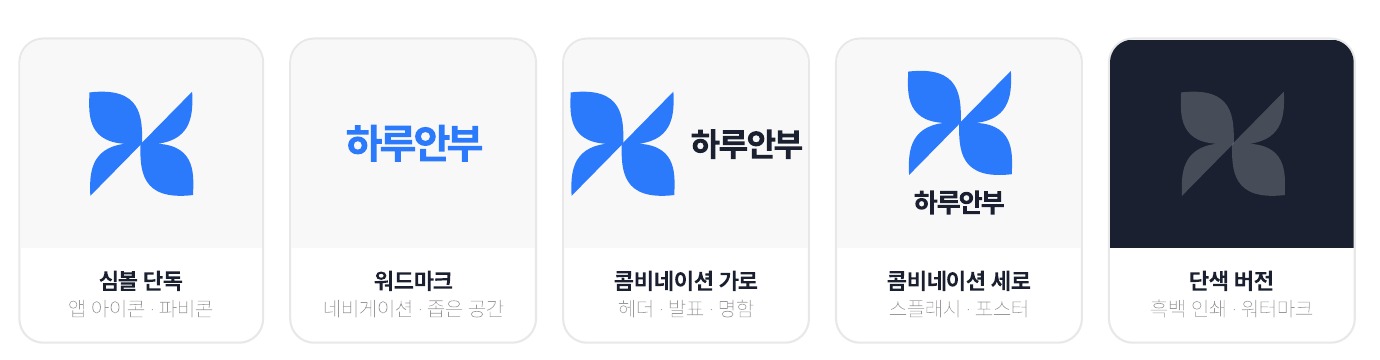 하루안부
하루안부
하루안부
심볼 단독
앱 아이콘 · 파비콘
워드마크
네비게이션 · 좁은 공간
콤비네이션 가로
헤더 · 발표 · 명함
콤비네이션 세로
스플래시 · 포스터
단색 버전
흑백 인쇄 · 워터마크